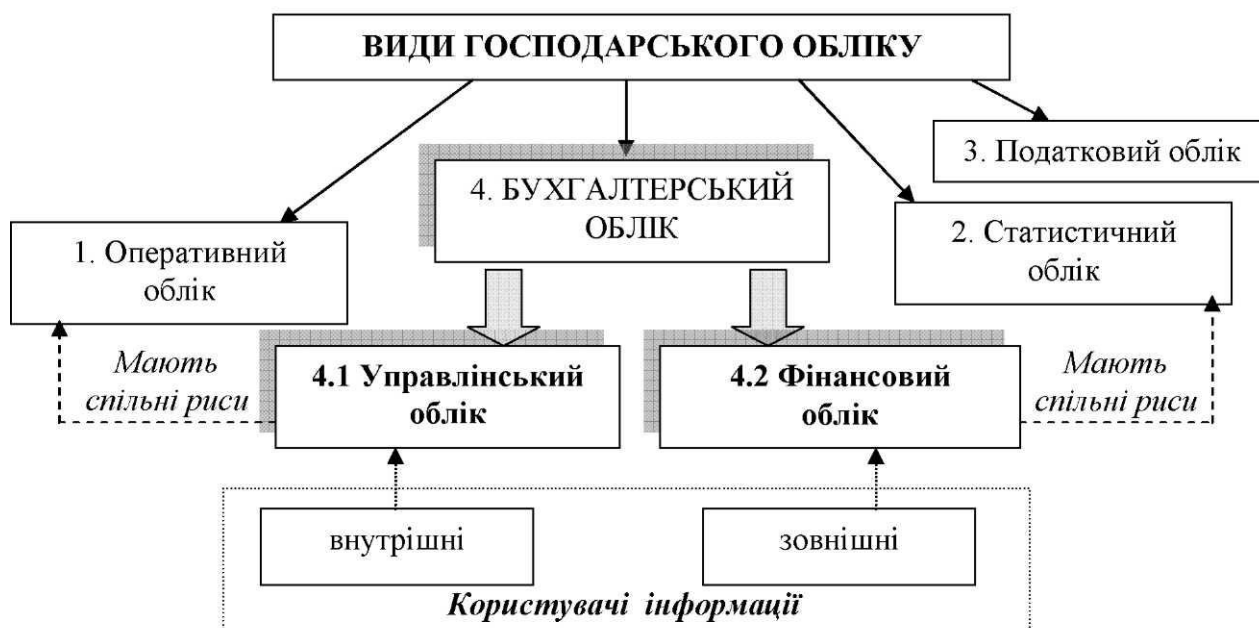 ВИДИ ГОСПОДАРСЬКОГО ОБЛІКУ
3. Податковий облік
4. БУХГАЛТЕРСЬКИЙ
ОБЛІК
1. Оперативний
облік
2. Статистичний
облік
Мають
спільні риси
4.1 Управлінський
облік
4.2 Фінансовий
облік
Мають
спільні риси
внутрішні
зовнішні
Користувачі інформації